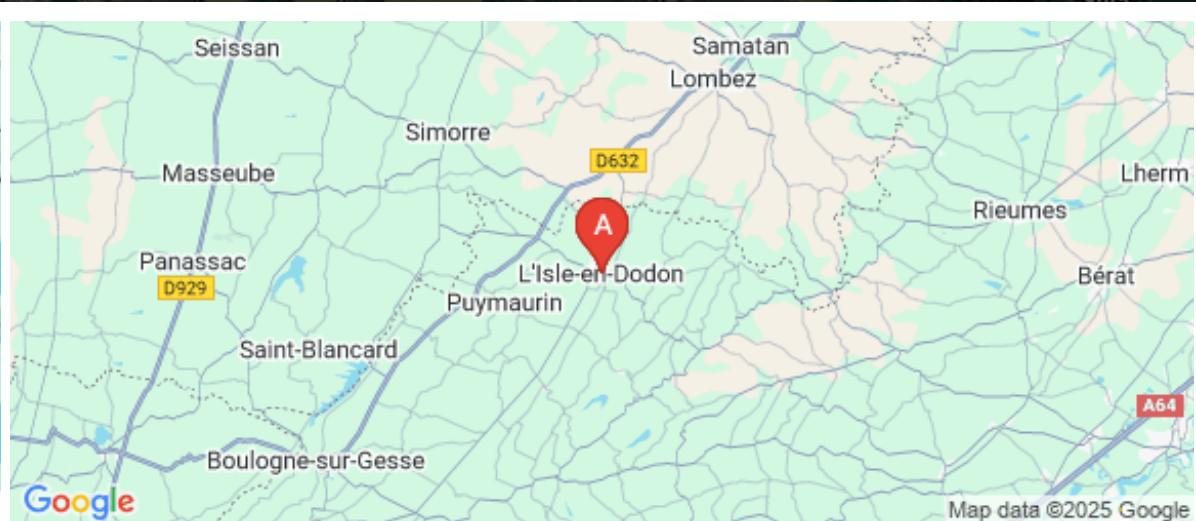 Seissan
Samatan
Lombez
Simorre
D632
Masseube
Lherm
Rieumes
A
Panassac
L'Isle-en-Dodon
Bérat
D929
Puymaurin
Saint-Blancard
A64
Boulogne-sur-Gesse
Google
Map data ©2025 Google